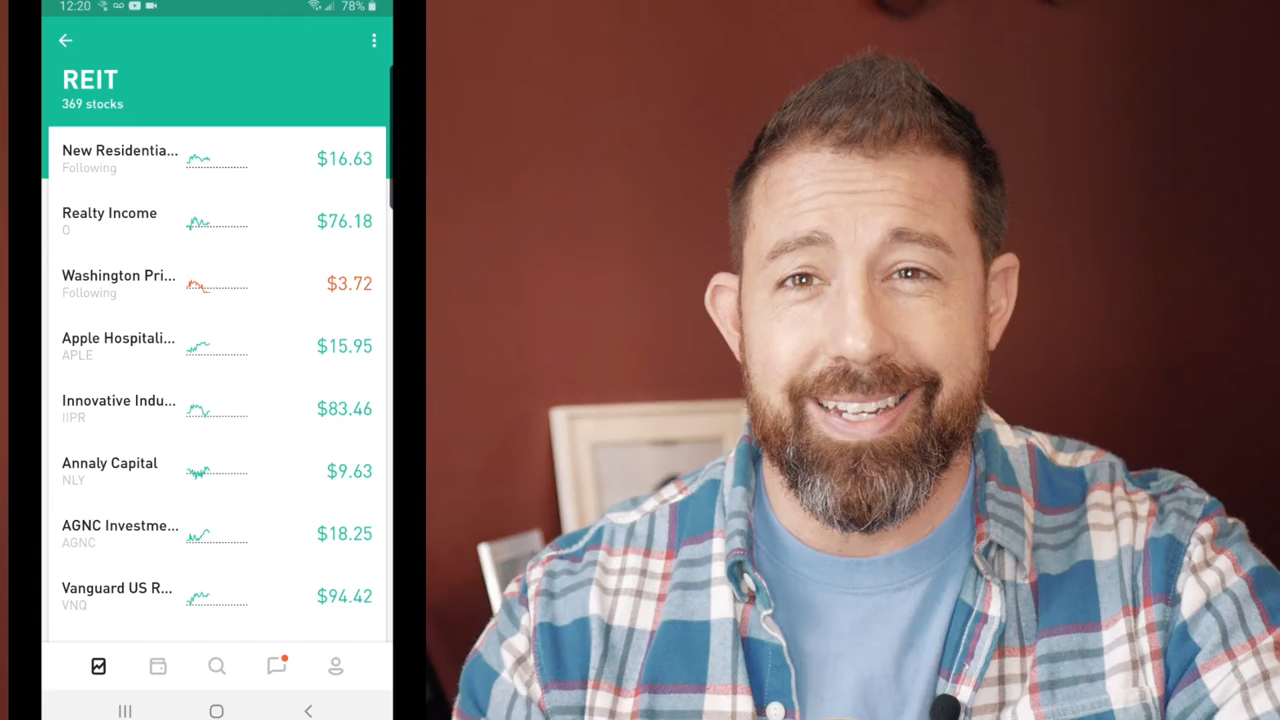 12:20
78%
REIT
369 stocks
New Residentia...
Following
$16.63
Realty Income
O
$76.18
Washington Pri...
Following
$3.72
Apple Hospitali...
APLE
$15.95
Innovative Indu...
IIPR
$83.46
Annaly Capital
NLY
$9.63
AGNC Investme...
AGNC
$18.25
Vanguard US R...
VNQ
$94.42